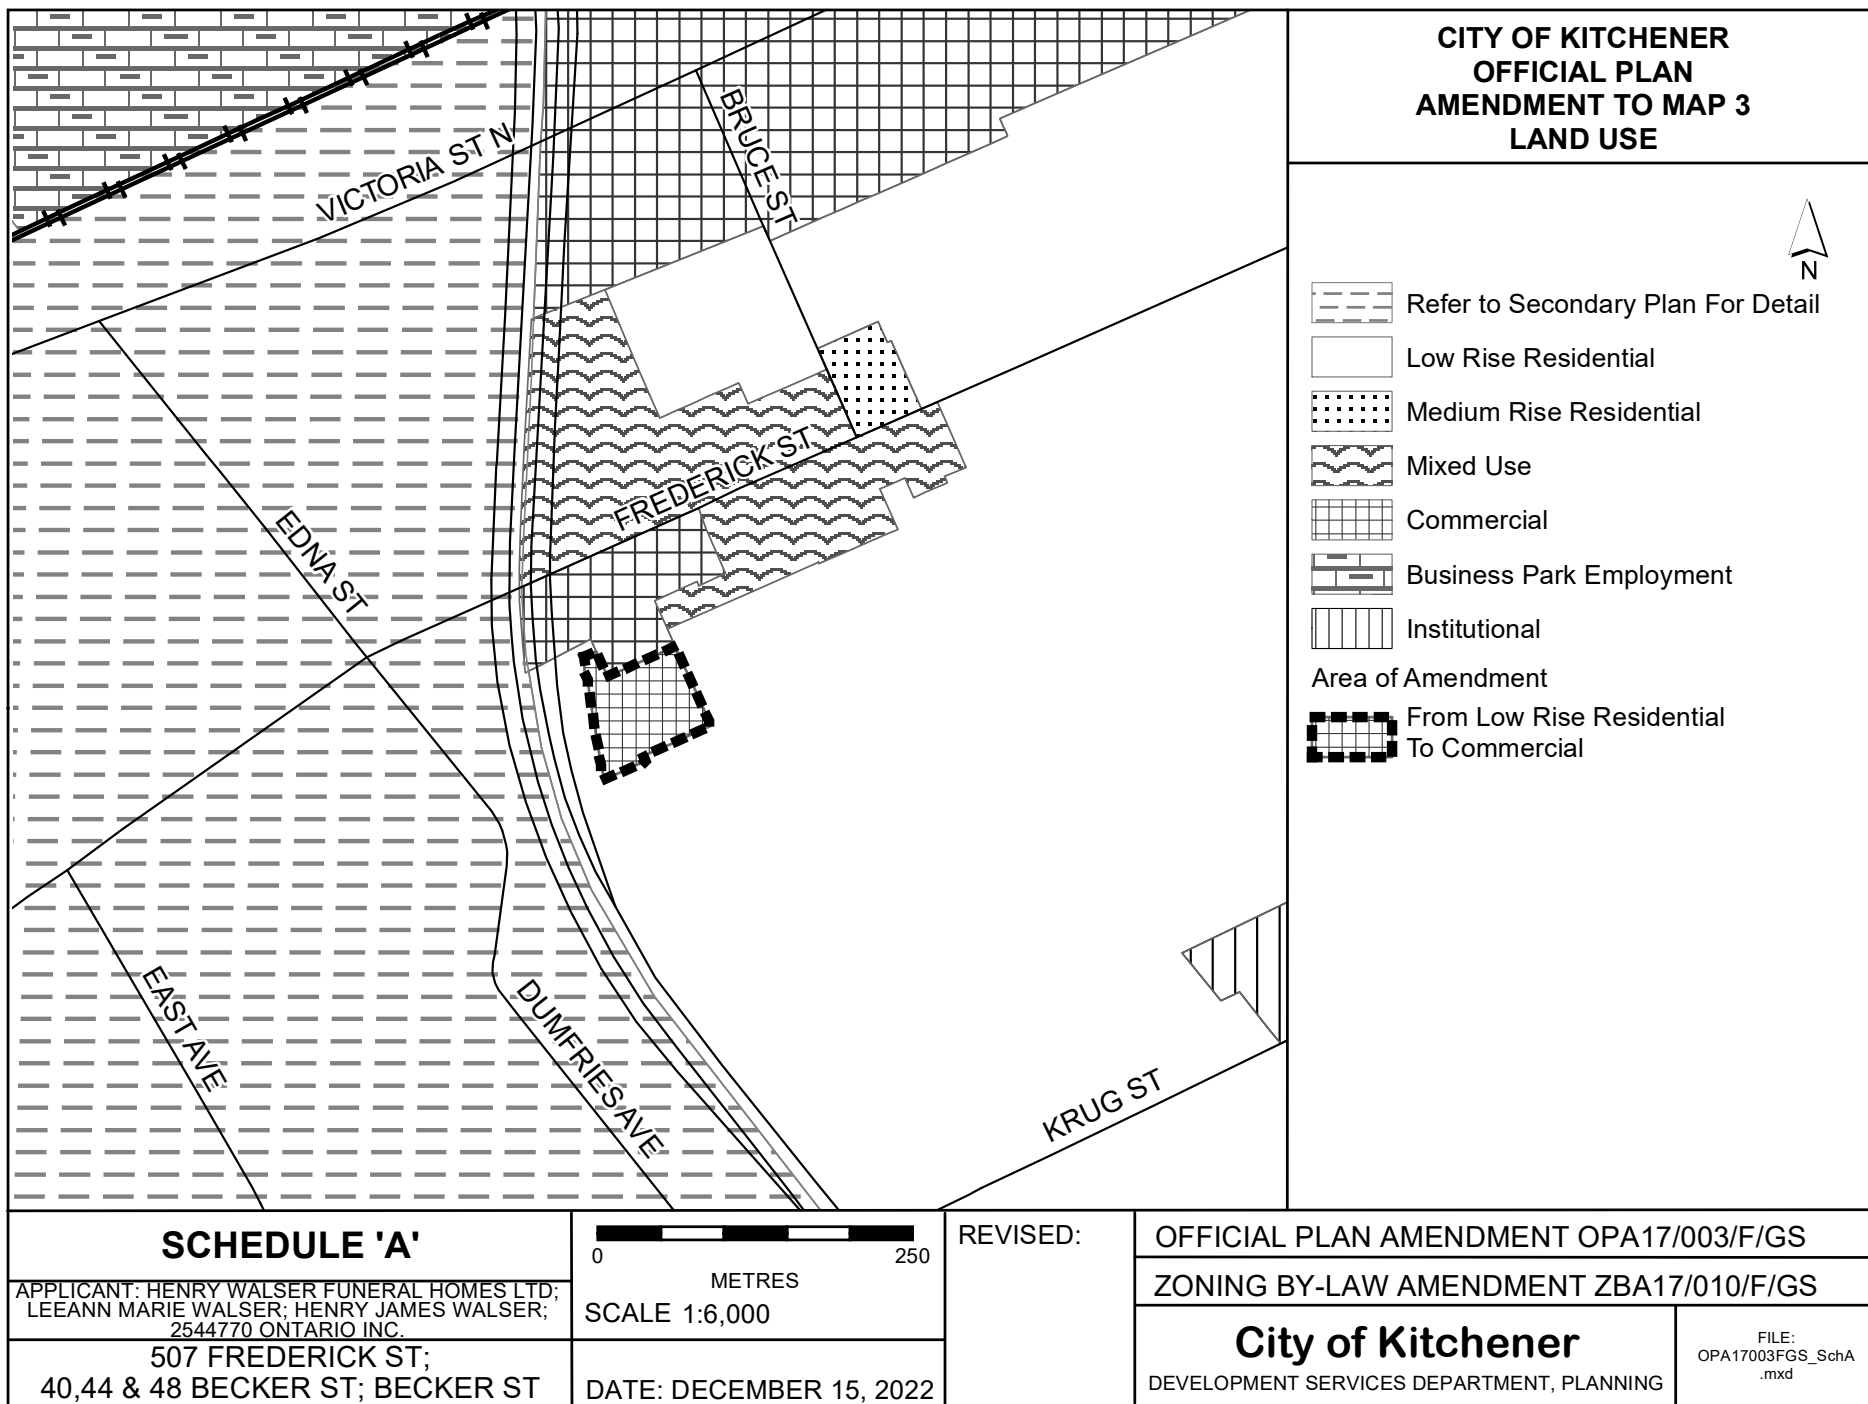 CITY OF KITCHENER
OFFICIAL PLAN
AMENDMENT TO MAP 3
LAND USE
N
Refer to Secondary Plan For Detail
Low Rise Residential
Medium Rise Residential
Mixed Use
Commercial
Business Park Employment
Institutional
Area of Amendment
From Low Rise Residential
To Commercial
VICTORIA ST N
BRUCE ST
FREDERICK ST
EDNA ST
EAST AVE
DUMFRIES AVE
KRUG ST
SCHEDULE 'A'
APPLICANT: HENRY WALSER FUNERAL HOMES LTD;
LEEANN MARIE WALSER; HENRY JAMES WALSER;
2544770 ONTARIO INC.
507 FREDERICK ST;
40,44 & 48 BECKER ST; BECKER ST
0 250
METRES
SCALE 1:6,000
DATE: DECEMBER 15, 2022
REVISED:
OFFICIAL PLAN AMENDMENT OPA17/003/F/GS
ZONING BY-LAW AMENDMENT ZBA17/010/F/GS
City of Kitchener
DEVELOPMENT SERVICES DEPARTMENT, PLANNING
FILE:
OPA17003FGS_SchA
.mxd